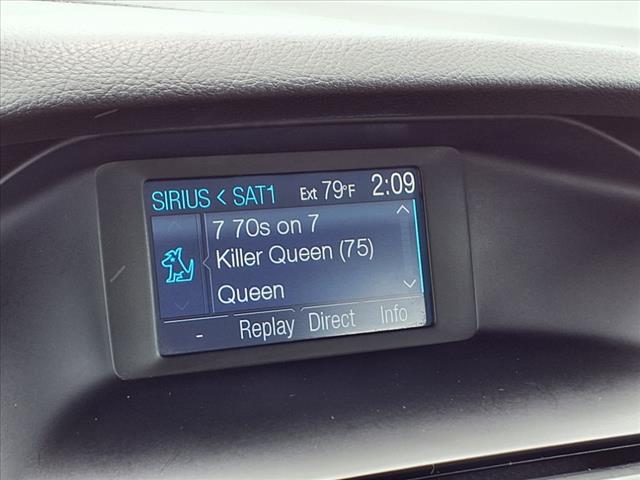 SIRIUS < SAT1 Ext 79°F 2:09
7 70s on 7
Killer Queen (75)
Queen
- Replay Direct Info